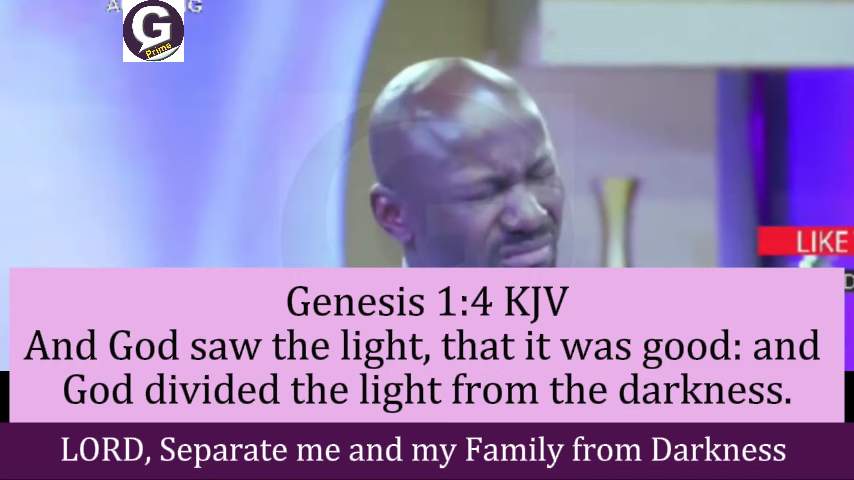 G
Prime
LIKE
Genesis 1:4 KJV
And God saw the light, that it was good: and
God divided the light from the darkness.
LORD, Separate me and my Family from Darkness